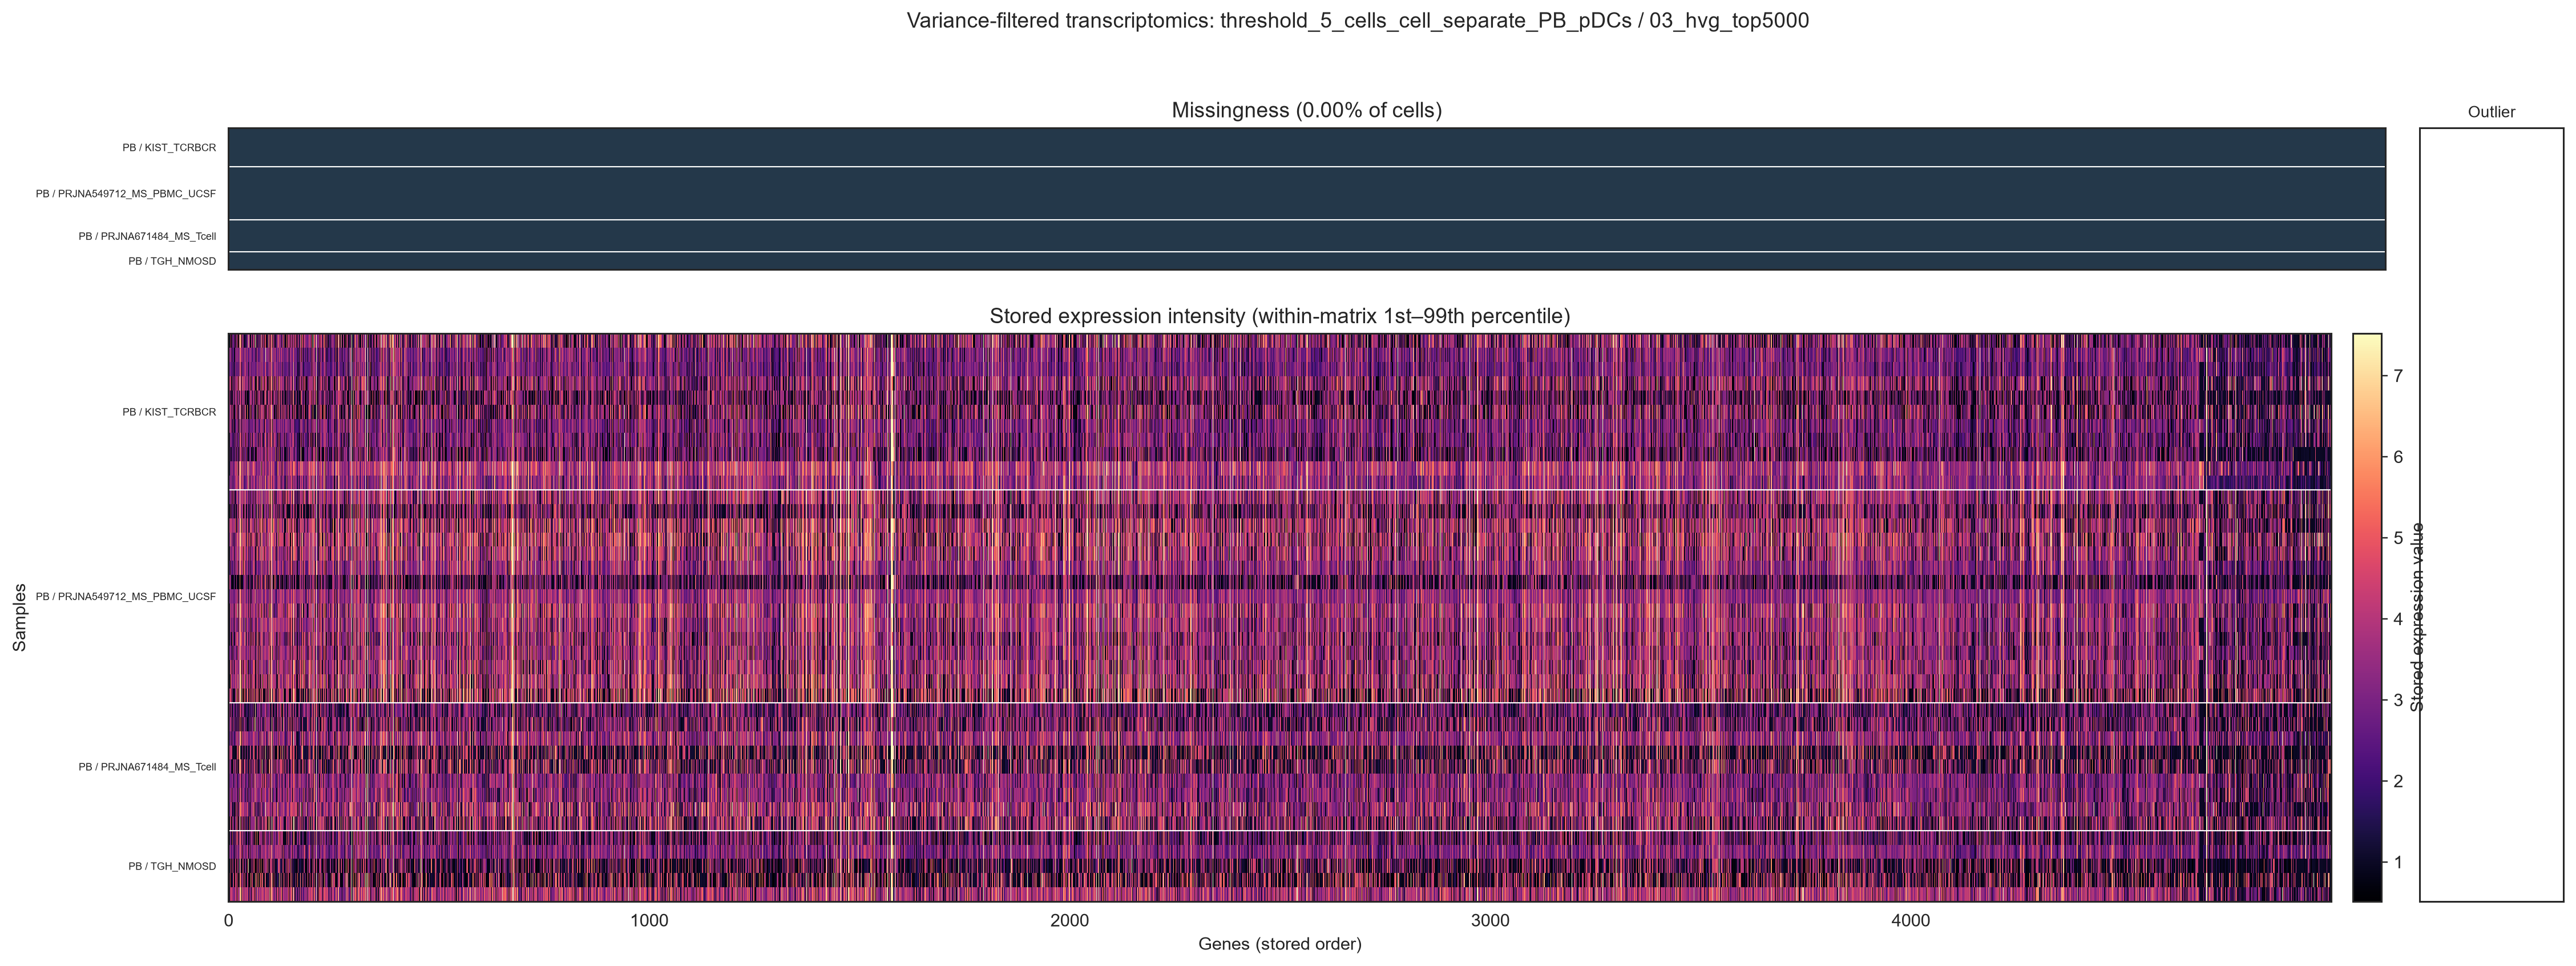 Variance-filtered transcriptomics: threshold_5_cells_cell_separate_PB_pDCs / 03_hvg_top5000
Missingness (0.00% of cells)
Outlier
PB / KIST_TCRBCR
PB / PRJNA549712_MS_PBMC_UCSF
PB / PRJNA671484_MS_Tcell
PB / TGH_NMOSD
Stored expression intensity (within-matrix 1st–99th percentile)
Samples
PB / KIST_TCRBCR
PB / PRJNA549712_MS_PBMC_UCSF
PB / PRJNA671484_MS_Tcell
PB / TGH_NMOSD
7
6
5
4
3
2
1
Stored expression value
0
1000
2000
3000
4000
Genes (stored order)